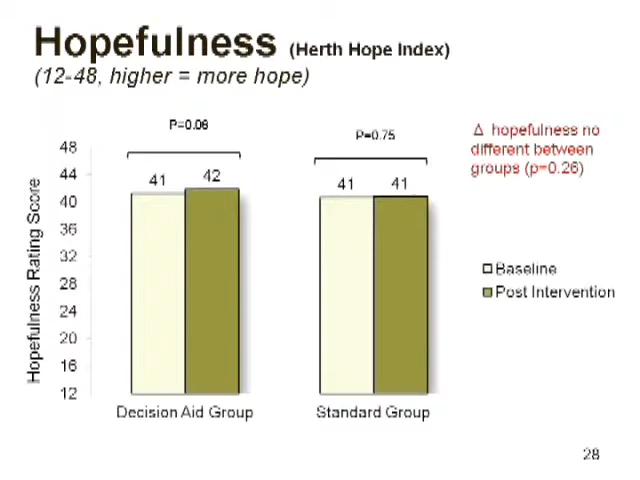 Hopefulness (Herth Hope Index)
(12-48, higher = more hope)
P=0.06
P=0.75
Δ hopefulness no
different between
groups (p=0.26)
48
44
40
36
32
28
24
20
16
12
Hopefulness Rating Score
41
42
41
41
Baseline
Post Intervention
Decision Aid Group
Standard Group
28